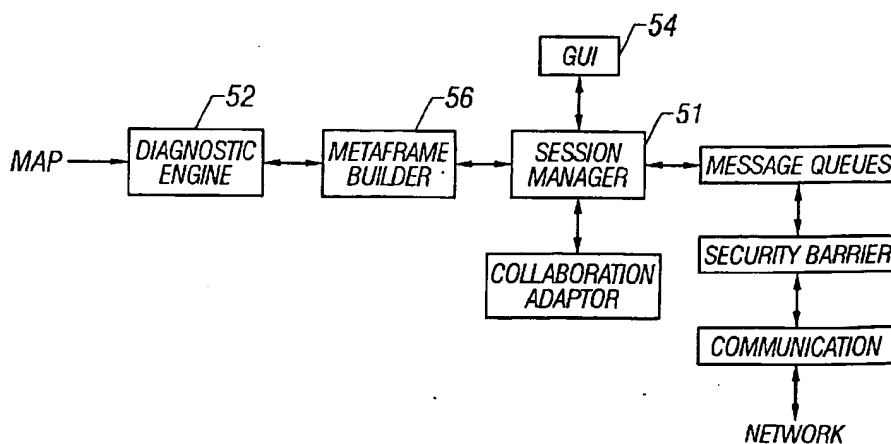 54
GUI
52
56
51
MAP
DIAGNOSTIC
ENGINE
METAFRAME
BUILDER
SESSION
MANAGER
MESSAGE QUEUES
SECURITY BARRIER
COLLABORATION
ADAPTOR
COMMUNICATION
NETWORK